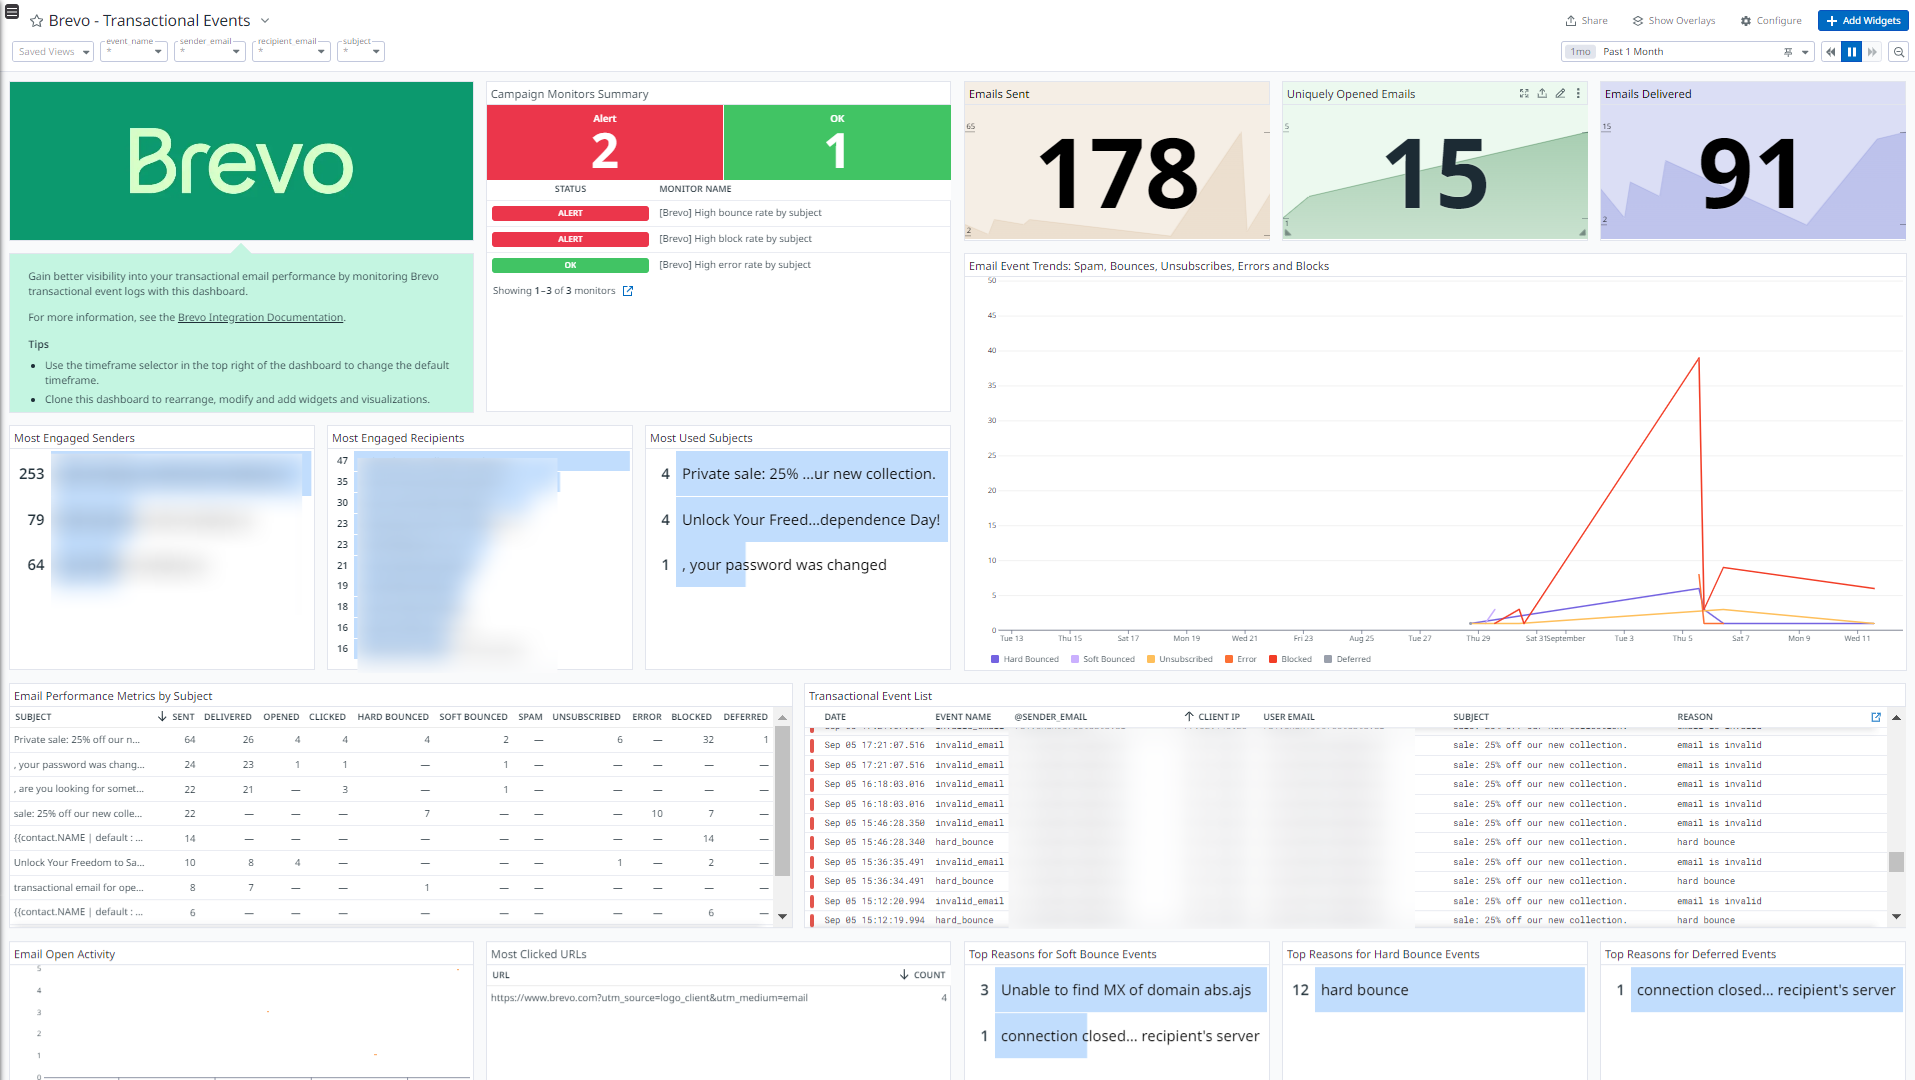 Brevo - Transactional Events
Share
Show Overlays
Configure
Add Widgets
Saved Views
event_name
*
sender_email
*
recipient_email
*
subject
*
1mo
Past 1 Month
Brevo
Gain better visibility into your transactional email performance by monitoring Brevo
transactional event logs with this dashboard.
For more information, see the Brevo Integration Documentation.
Tips
Use the timeframe selector in the top right of the dashboard to change the default
timeframe.
Clone this dashboard to rearrange, modify and add widgets and visualizations.
Campaign Monitors Summary
Alert
2
OK
1
STATUS MONITOR NAME
ALERT [Brevo] High bounce rate by subject
ALERT [Brevo] High block rate by subject
OK [Brevo] High error rate by subject
Showing 1–3 of 3 monitors
Emails Sent
65
178
2
Uniquely Opened Emails
5
15
1
Emails Delivered
15
91
2
Email Event Trends: Spam, Bounces, Unsubscribes, Errors and Blocks
50
45
40
35
30
25
20
15
10
5
0
Tue 13 Thu 15 Sat 17 Mon 19 Wed 21 Fri 23 Aug 25 Tue 27 Thu 29 Sat 31 September Tue 3 Thu 5 Sat 7 Mon 9 Wed 11
Hard Bounced Soft Bounced Unsubscribed Error Blocked Deferred
Most Engaged Senders
253
79
64
Most Engaged Recipients
47
35
30
23
23
21
19
18
16
16
Most Used Subjects
4 Private sale: 25% ...ur new collection.
4 Unlock Your Freed...dependence Day!
1 , your password was changed
Email Performance Metrics by Subject
SUBJECT SENT DELIVERED OPENED CLICKED HARD BOUNCED SOFT BOUNCED SPAM UNSUBSCRIBED ERROR BLOCKED DEFERRED
Private sale: 25% off our n... 64 26 4 4 4 2 — 6 — 32 1
, your password was chang... 24 23 1 1 — 1 — — — — —
, are you looking for somet... 22 21 — 3 — 1 — — — — —
sale: 25% off our new colle... 22 — — — 7 — — — 10 7 —
{{contact.NAME | default : ... 14 — — — — — — — — 14 —
Unlock Your Freedom to Sa... 10 8 4 — — — — 1 — 2 —
transactional email for ope... 8 7 — — 1 — — — — — —
{{contact.NAME | default : ... 6 — — — — — — — — 6 —
Transactional Event List
DATE EVENT NAME @SENDER_EMAIL CLIENT IP USER EMAIL SUBJECT REASON
Sep 05 17:21:07.516 invalid_email sale: 25% off our new collection. email is invalid
Sep 05 17:21:07.516 invalid_email sale: 25% off our new collection. email is invalid
Sep 05 16:18:03.016 invalid_email sale: 25% off our new collection. email is invalid
Sep 05 16:18:03.016 invalid_email sale: 25% off our new collection. email is invalid
Sep 05 15:46:28.350 invalid_email sale: 25% off our new collection. email is invalid
Sep 05 15:46:28.340 hard_bounce sale: 25% off our new collection. hard bounce
Sep 05 15:36:35.491 invalid_email sale: 25% off our new collection. email is invalid
Sep 05 15:36:34.491 hard_bounce sale: 25% off our new collection. hard bounce
Sep 05 15:12:20.994 invalid_email sale: 25% off our new collection. email is invalid
Sep 05 15:12:19.994 hard_bounce sale: 25% off our new collection. hard bounce
Email Open Activity
5
4
3
2
1
0
Most Clicked URLs
URL COUNT
https://www.brevo.com?utm_source=logo_client&utm_medium=email 4
Top Reasons for Soft Bounce Events
3 Unable to find MX of domain abs.ajs
1 connection closed... recipient's server
Top Reasons for Hard Bounce Events
12 hard bounce
Top Reasons for Deferred Events
1 connection closed... recipient's server